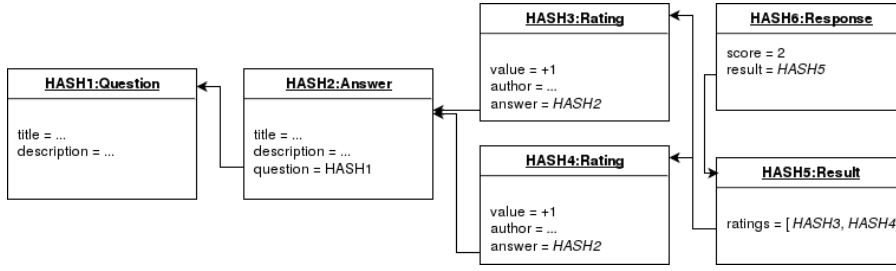 HASH1:Question
title = ...
description = ...
HASH2:Answer
title = ...
description = ...
question = HASH1
HASH3:Rating
value = +1
author = ...
answer = HASH2
HASH4:Rating
value = +1
author = ...
answer = HASH2
HASH6:Response
score = 2
result = HASH5
HASH5:Result
ratings = [ HASH3, HASH4